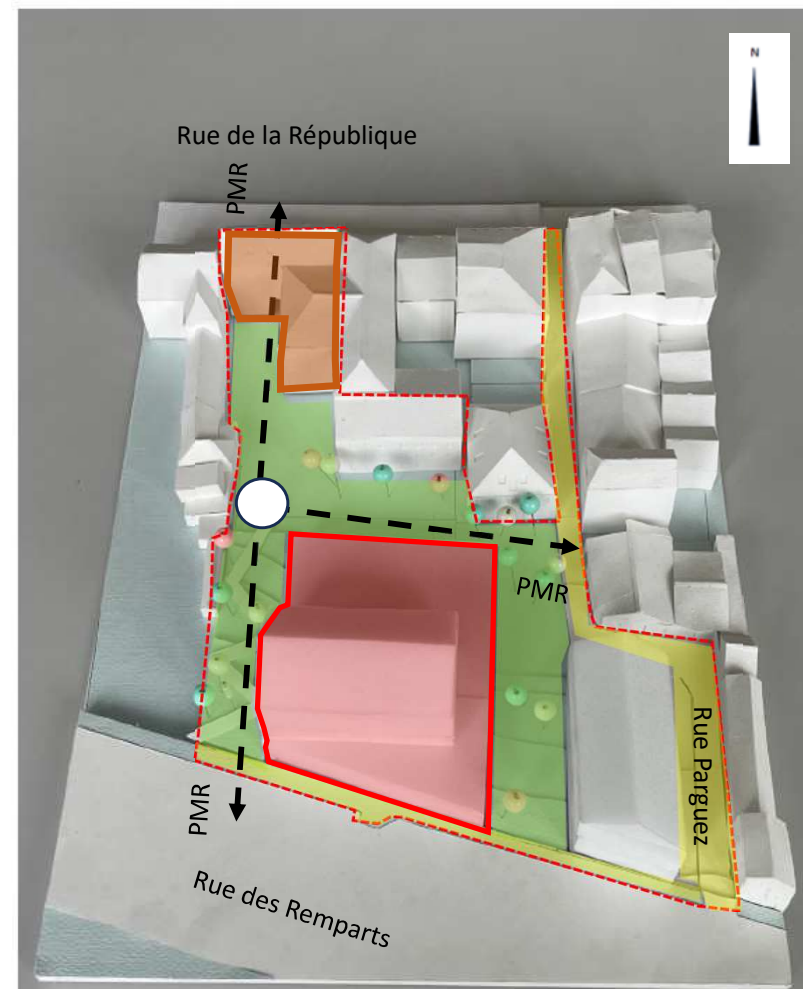 N
Rue de la République
PMR
PMR
Rue Parguez
PMR
Rue des Remparts